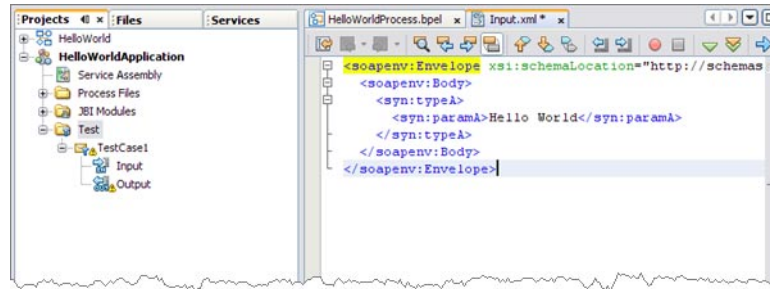 Projects
Files
Services
HelloWorld
HelloWorldApplication
Service Assembly
Process Files
JBI Modules
Test
TestCase1
Input
Output
HelloWorldProcess.bpel
Input.xml *
<soapenv:Envelope xsi:schemaLocation="http://schemas
<soapenv:Body>
<syn:typeA>
<syn:paramA>Hello World</syn:paramA>
</syn:typeA>
</soapenv:Body>
</soapenv:Envelope>